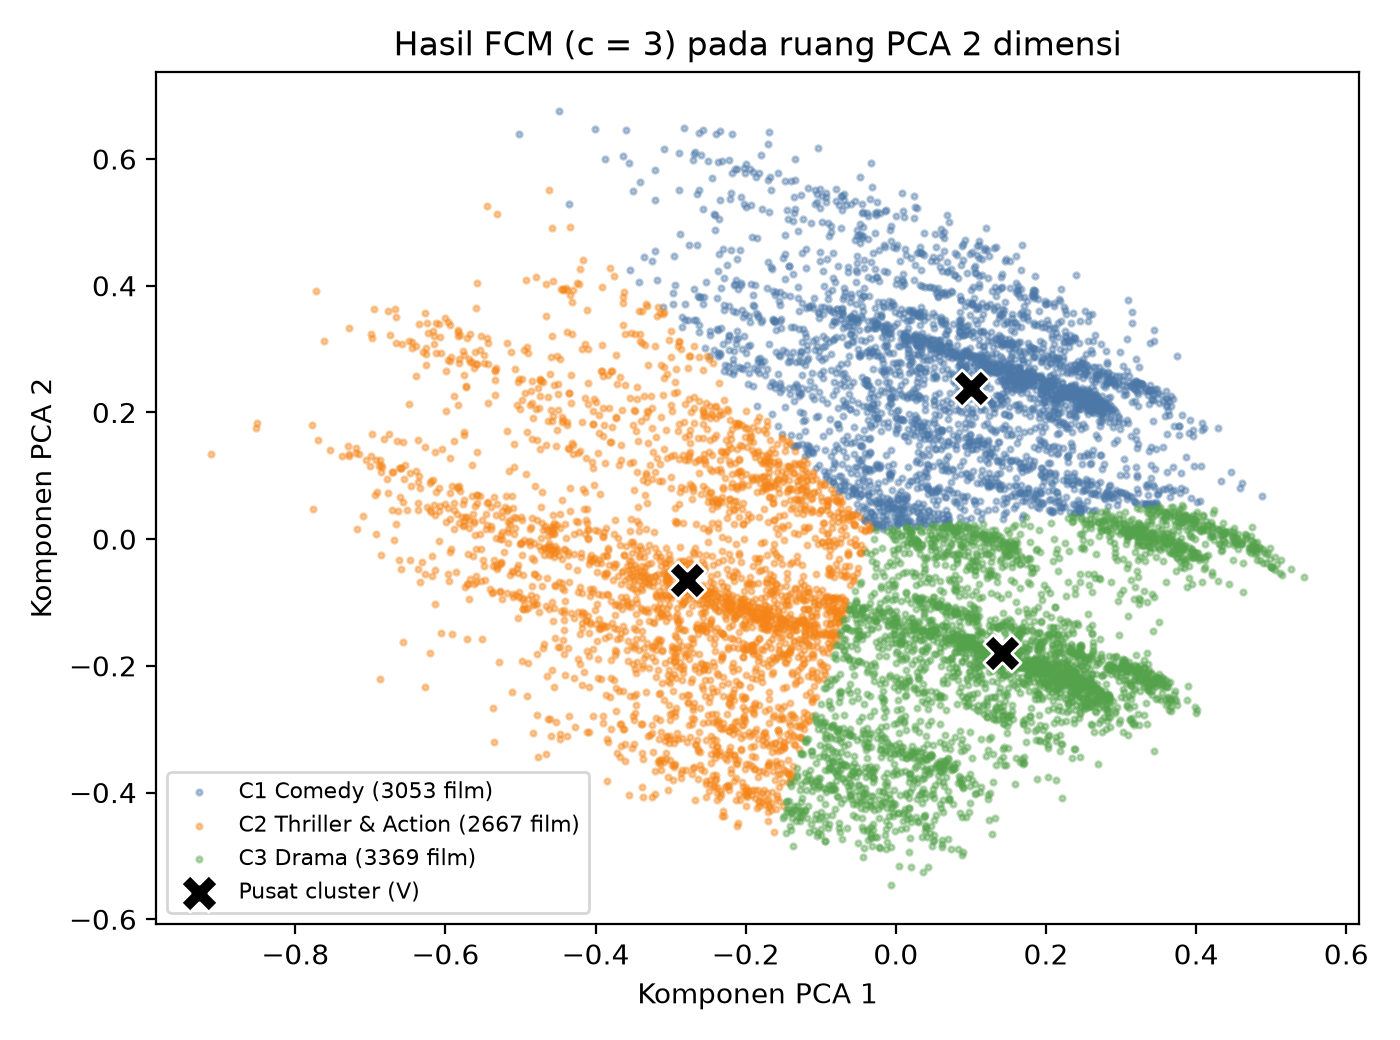 Hasil FCM (c = 3) pada ruang PCA 2 dimensi
Komponen PCA 2
0.6
0.4
0.2
0.0
−0.2
−0.4
−0.6
C1 Comedy (3053 film)
C2 Thriller & Action (2667 film)
C3 Drama (3369 film)
Pusat cluster (V)
−0.8 −0.6 −0.4 −0.2 0.0 0.2 0.4 0.6
Komponen PCA 1